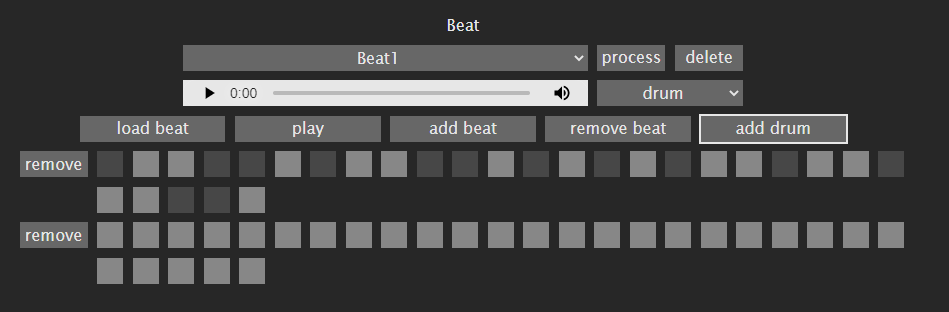 Beat
Beat1 process delete
0:00 drum
load beat play add beat remove beat add drum
remove
remove